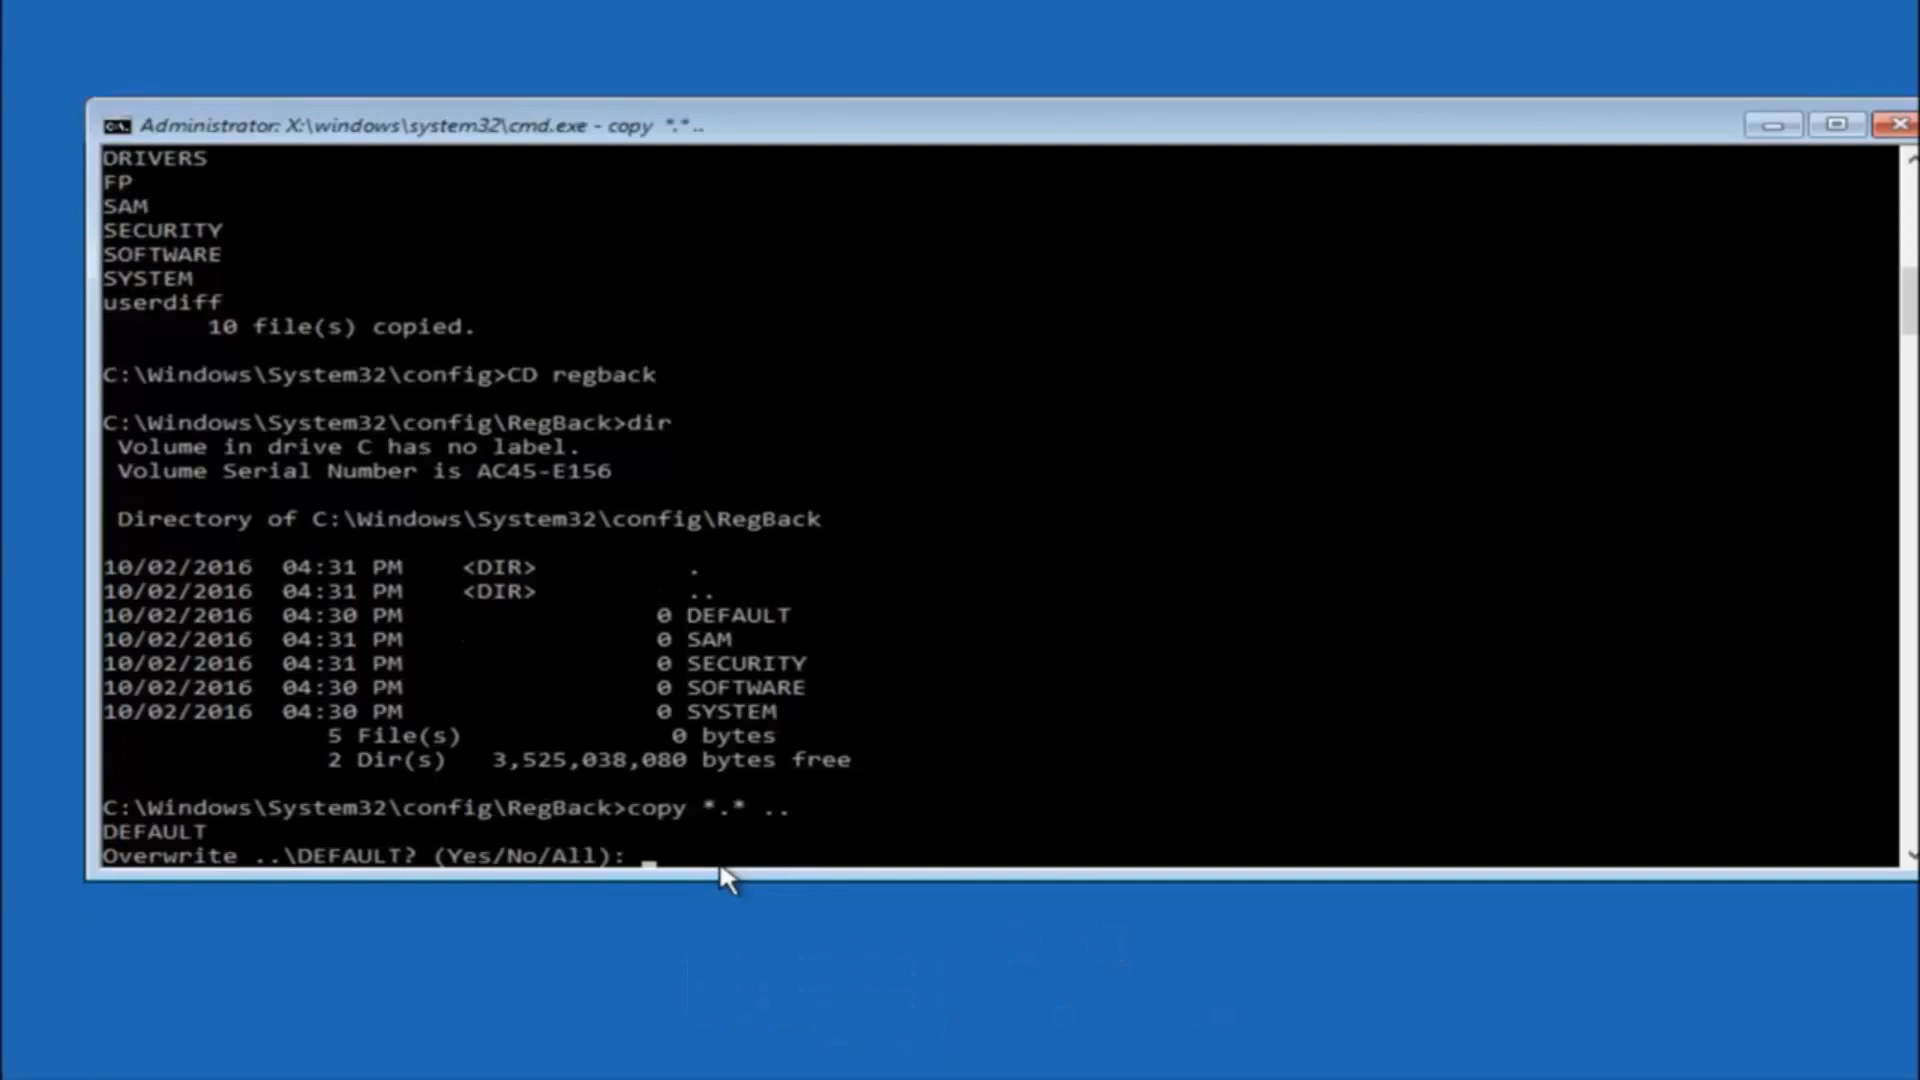 Administrator: X:\windows\system32\cmd.exe - copy *.* ..
DRIVERS
FP
SAM
SECURITY
SOFTWARE
SYSTEM
userdiff
10 file(s) copied.
C:\Windows\System32\config>CD regback
C:\Windows\System32\config\RegBack>dir
Volume in drive C has no label.
Volume Serial Number is AC45-E156
Directory of C:\Windows\System32\config\RegBack
10/02/2016 04:31 PM <DIR> .
10/02/2016 04:31 PM <DIR> ..
10/02/2016 04:30 PM 0 DEFAULT
10/02/2016 04:31 PM 0 SAM
10/02/2016 04:31 PM 0 SECURITY
10/02/2016 04:30 PM 0 SOFTWARE
10/02/2016 04:30 PM 0 SYSTEM
5 File(s) 0 bytes
2 Dir(s) 3,525,038,080 bytes free
C:\Windows\System32\config\RegBack>copy *.* ..
DEFAULT
Overwrite ..\DEFAULT? (Yes/No/All):